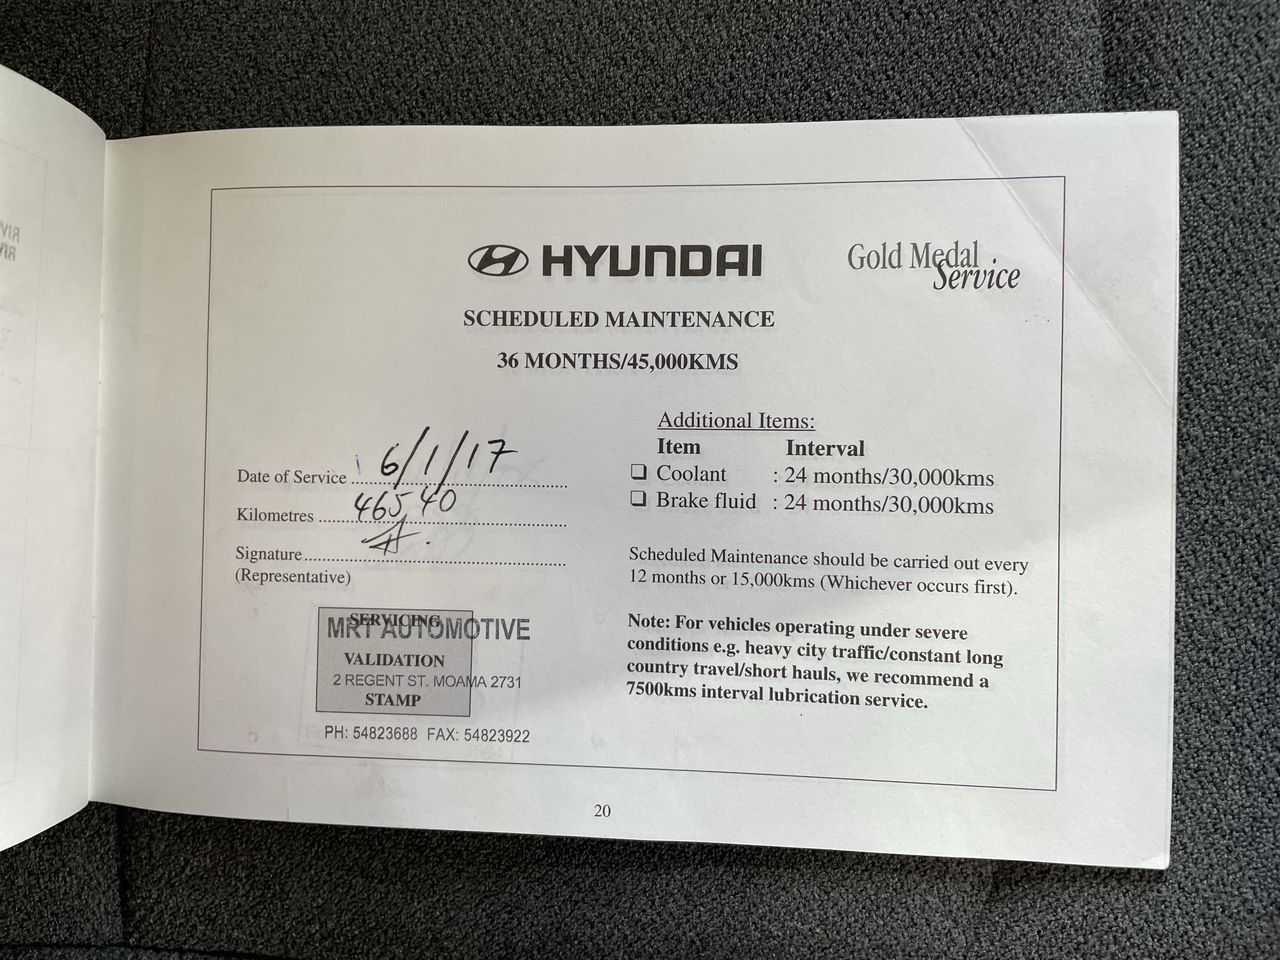 HYUNDAI
Gold Medal
Service
SCHEDULED MAINTENANCE
36 MONTHS/45,000KMS
Date of Service 6/1/17
Kilometres 46540
Signature
(Representative)
SERVICING
MRT AUTOMOTIVE
VALIDATION
2 REGENT ST. MOAMA 2731
STAMP
PH: 54823688 FAX: 54823922
Additional Items:
Item Interval
❑ Coolant : 24 months/30,000kms
❑ Brake fluid : 24 months/30,000kms
Scheduled Maintenance should be carried out every
12 months or 15,000kms (Whichever occurs first).
Note: For vehicles operating under severe
conditions e.g. heavy city traffic/constant long
country travel/short hauls, we recommend a
7500kms interval lubrication service.
20